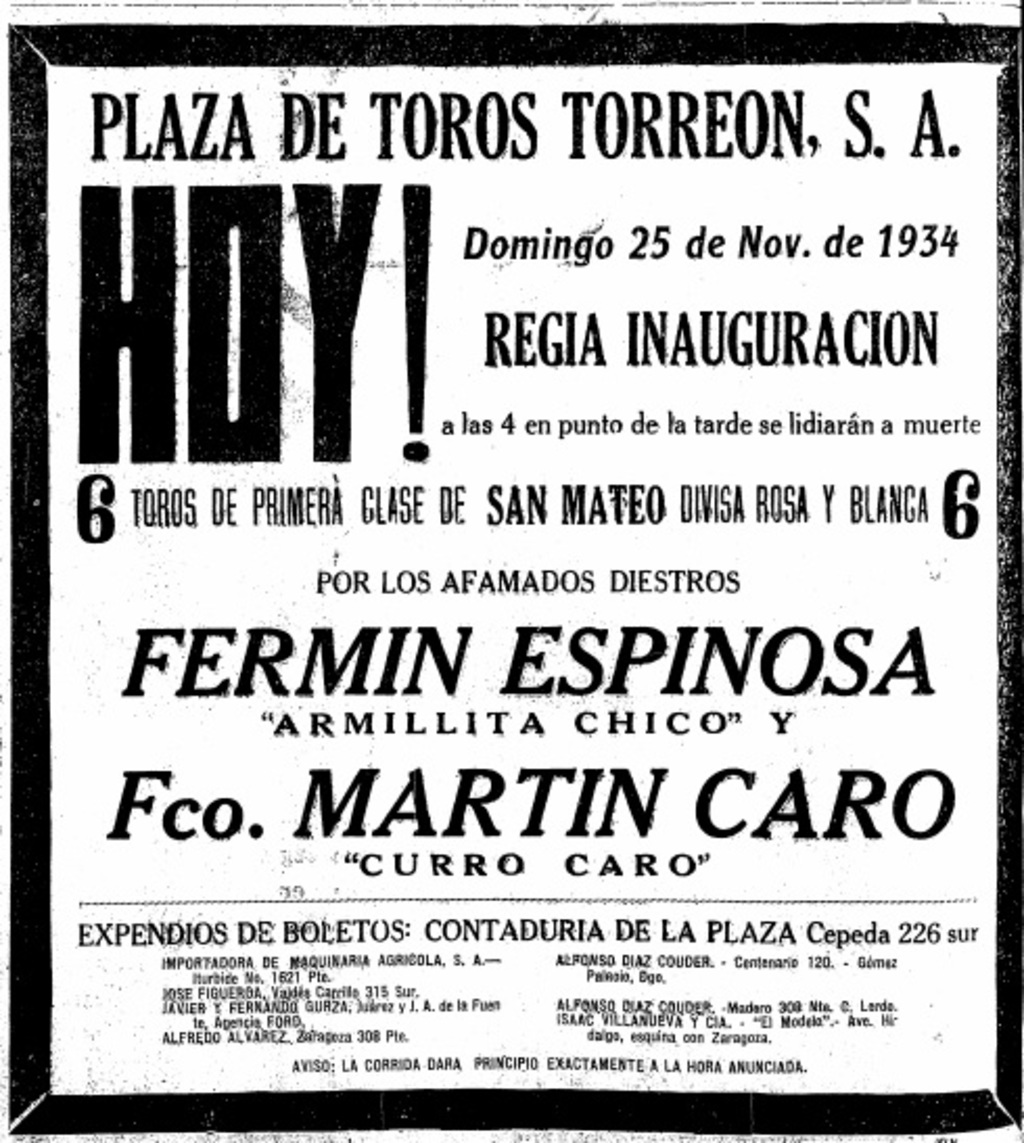 PLAZA DE TOROS TORREON, S. A.
HOY!
Domingo 25 de Nov. de 1934
REGIA INAUGURACION
a las 4 en punto de la tarde se lidiarán a muerte
6 TOROS DE PRIMERA CLASE DE SAN MATEO DIVISA ROSA Y BLANCA 6
POR LOS AFAMADOS DIESTROS
FERMIN ESPINOSA
"ARMILLITA CHICO" Y
Fco. MARTIN CARO
"CURRO CARO"
EXPENDIOS DE BOLETOS: CONTADURIA DE LA PLAZA Cepeda 226 sur
IMPORTADORA DE MAQUINARIA AGRICOLA, S. A.—
Iturbide No. 1621 Pte.
JOSE FIGUEROA, Valdés Carrillo 315 Sur.
JAVIER Y FERNANDO GURZA, Juárez y J. A. de la Fuen
te, Agencia FORD.
ALFREDO ALVAREZ, Zaragoza 308 Pte.
ALFONSO DIAZ COUDER. - Centenario 120. - Gómez
Palacio, Dgo.
ALFONSO DIAZ COUDER. -Madero 308 Nte. C. Lerdo.
ISAAC VILLANUEVA Y CIA. - "El Modelo".- Ave. Hi-
dalgo, esquina con Zaragoza.
AVISO: LA CORRIDA DARA PRINCIPIO EXACTAMENTE A LA HORA ANUNCIADA.